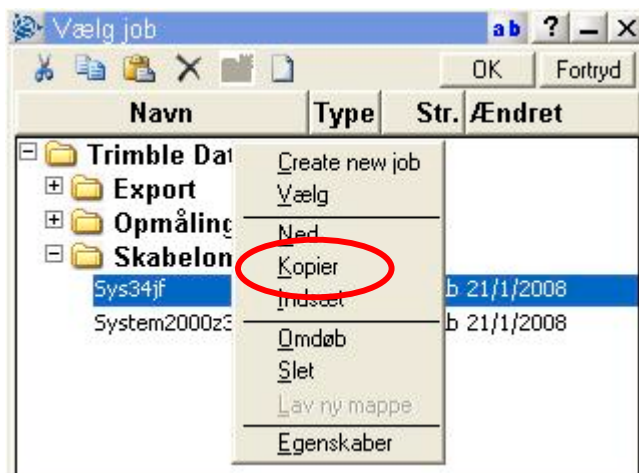 Vælg job
ab ? X
OK Fortryd
Navn Type Str. Ændret
Trimble Dat
Export
Opmåling
Skabelon
Sys34jf b 21/1/2008
System2000z3 b 21/1/2008
Create new job
Vælg
Ned
Kopier
Indsæt
Omdøb
Slet
Lav ny mappe
Egenskaber